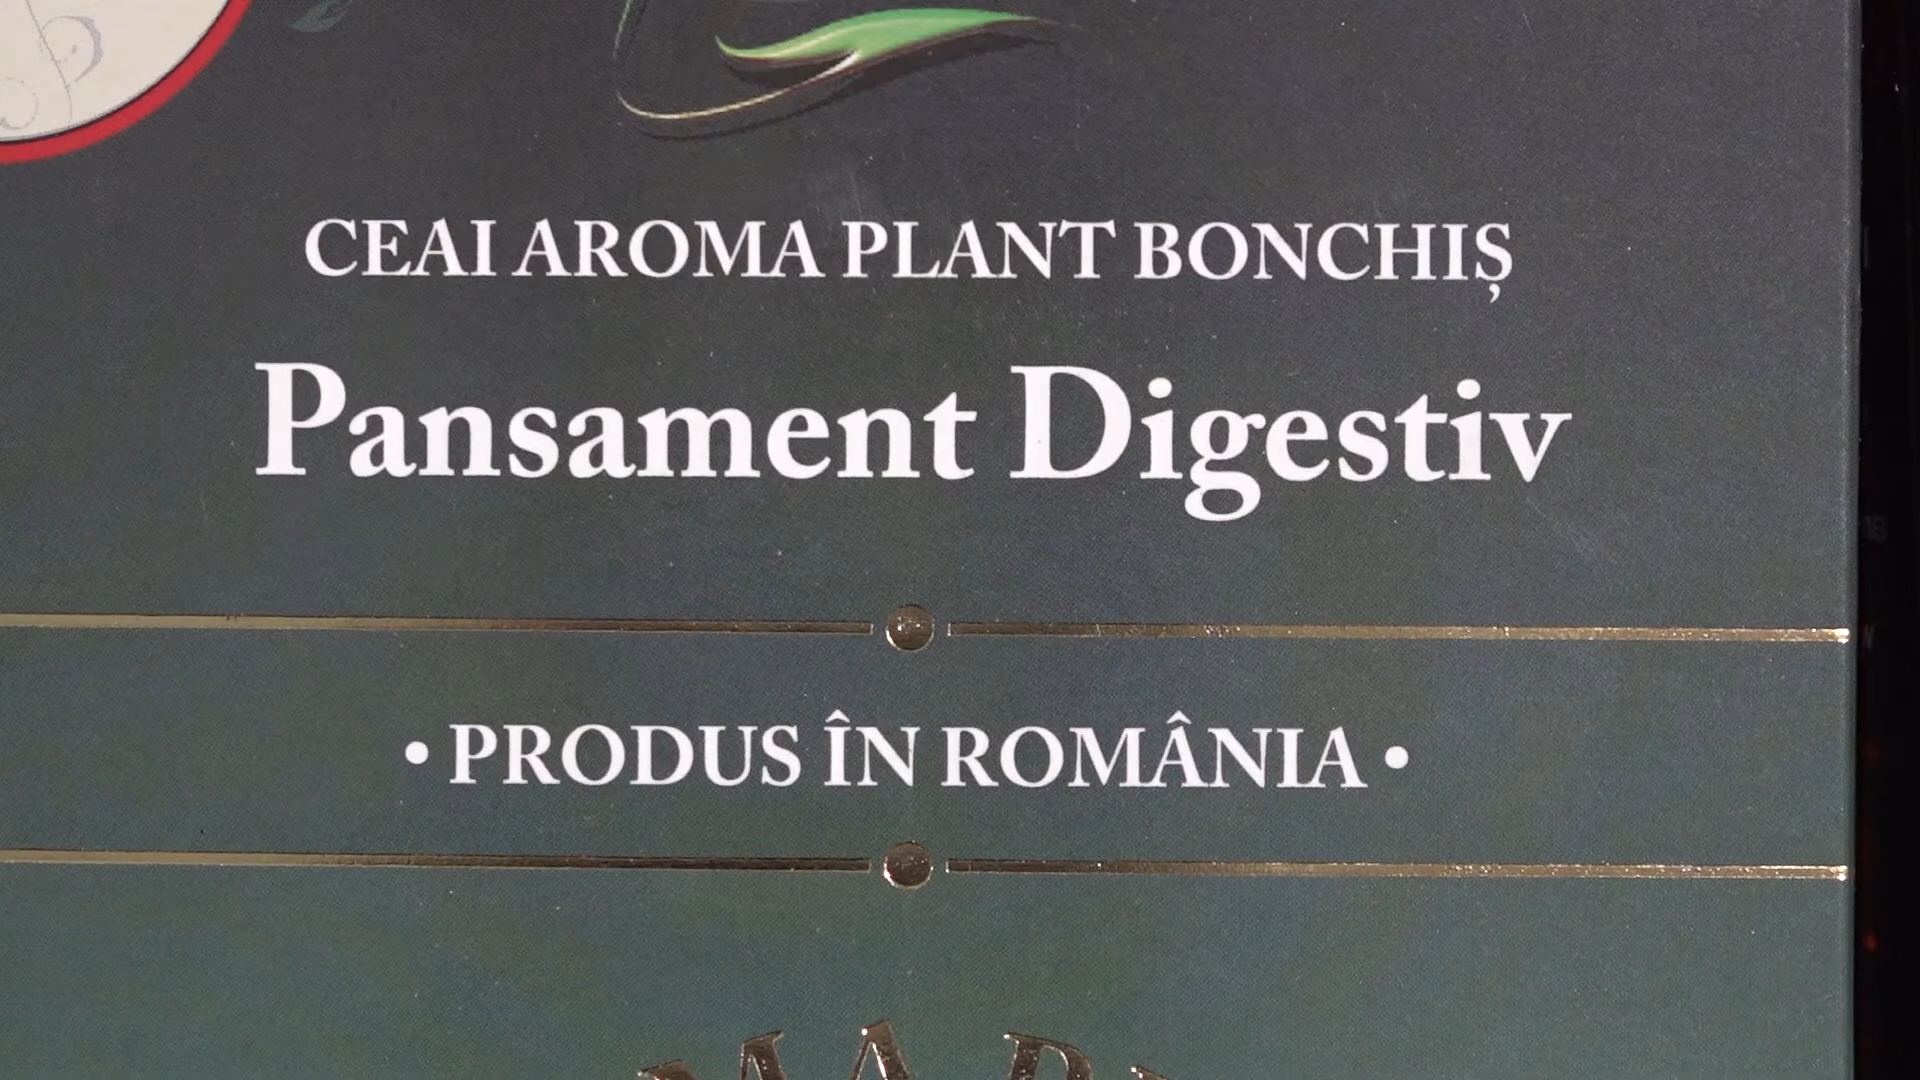 CEAI AROMA PLANT BONCHIȘ
Pansament Digestiv
• PRODUS ÎN ROMÂNIA •